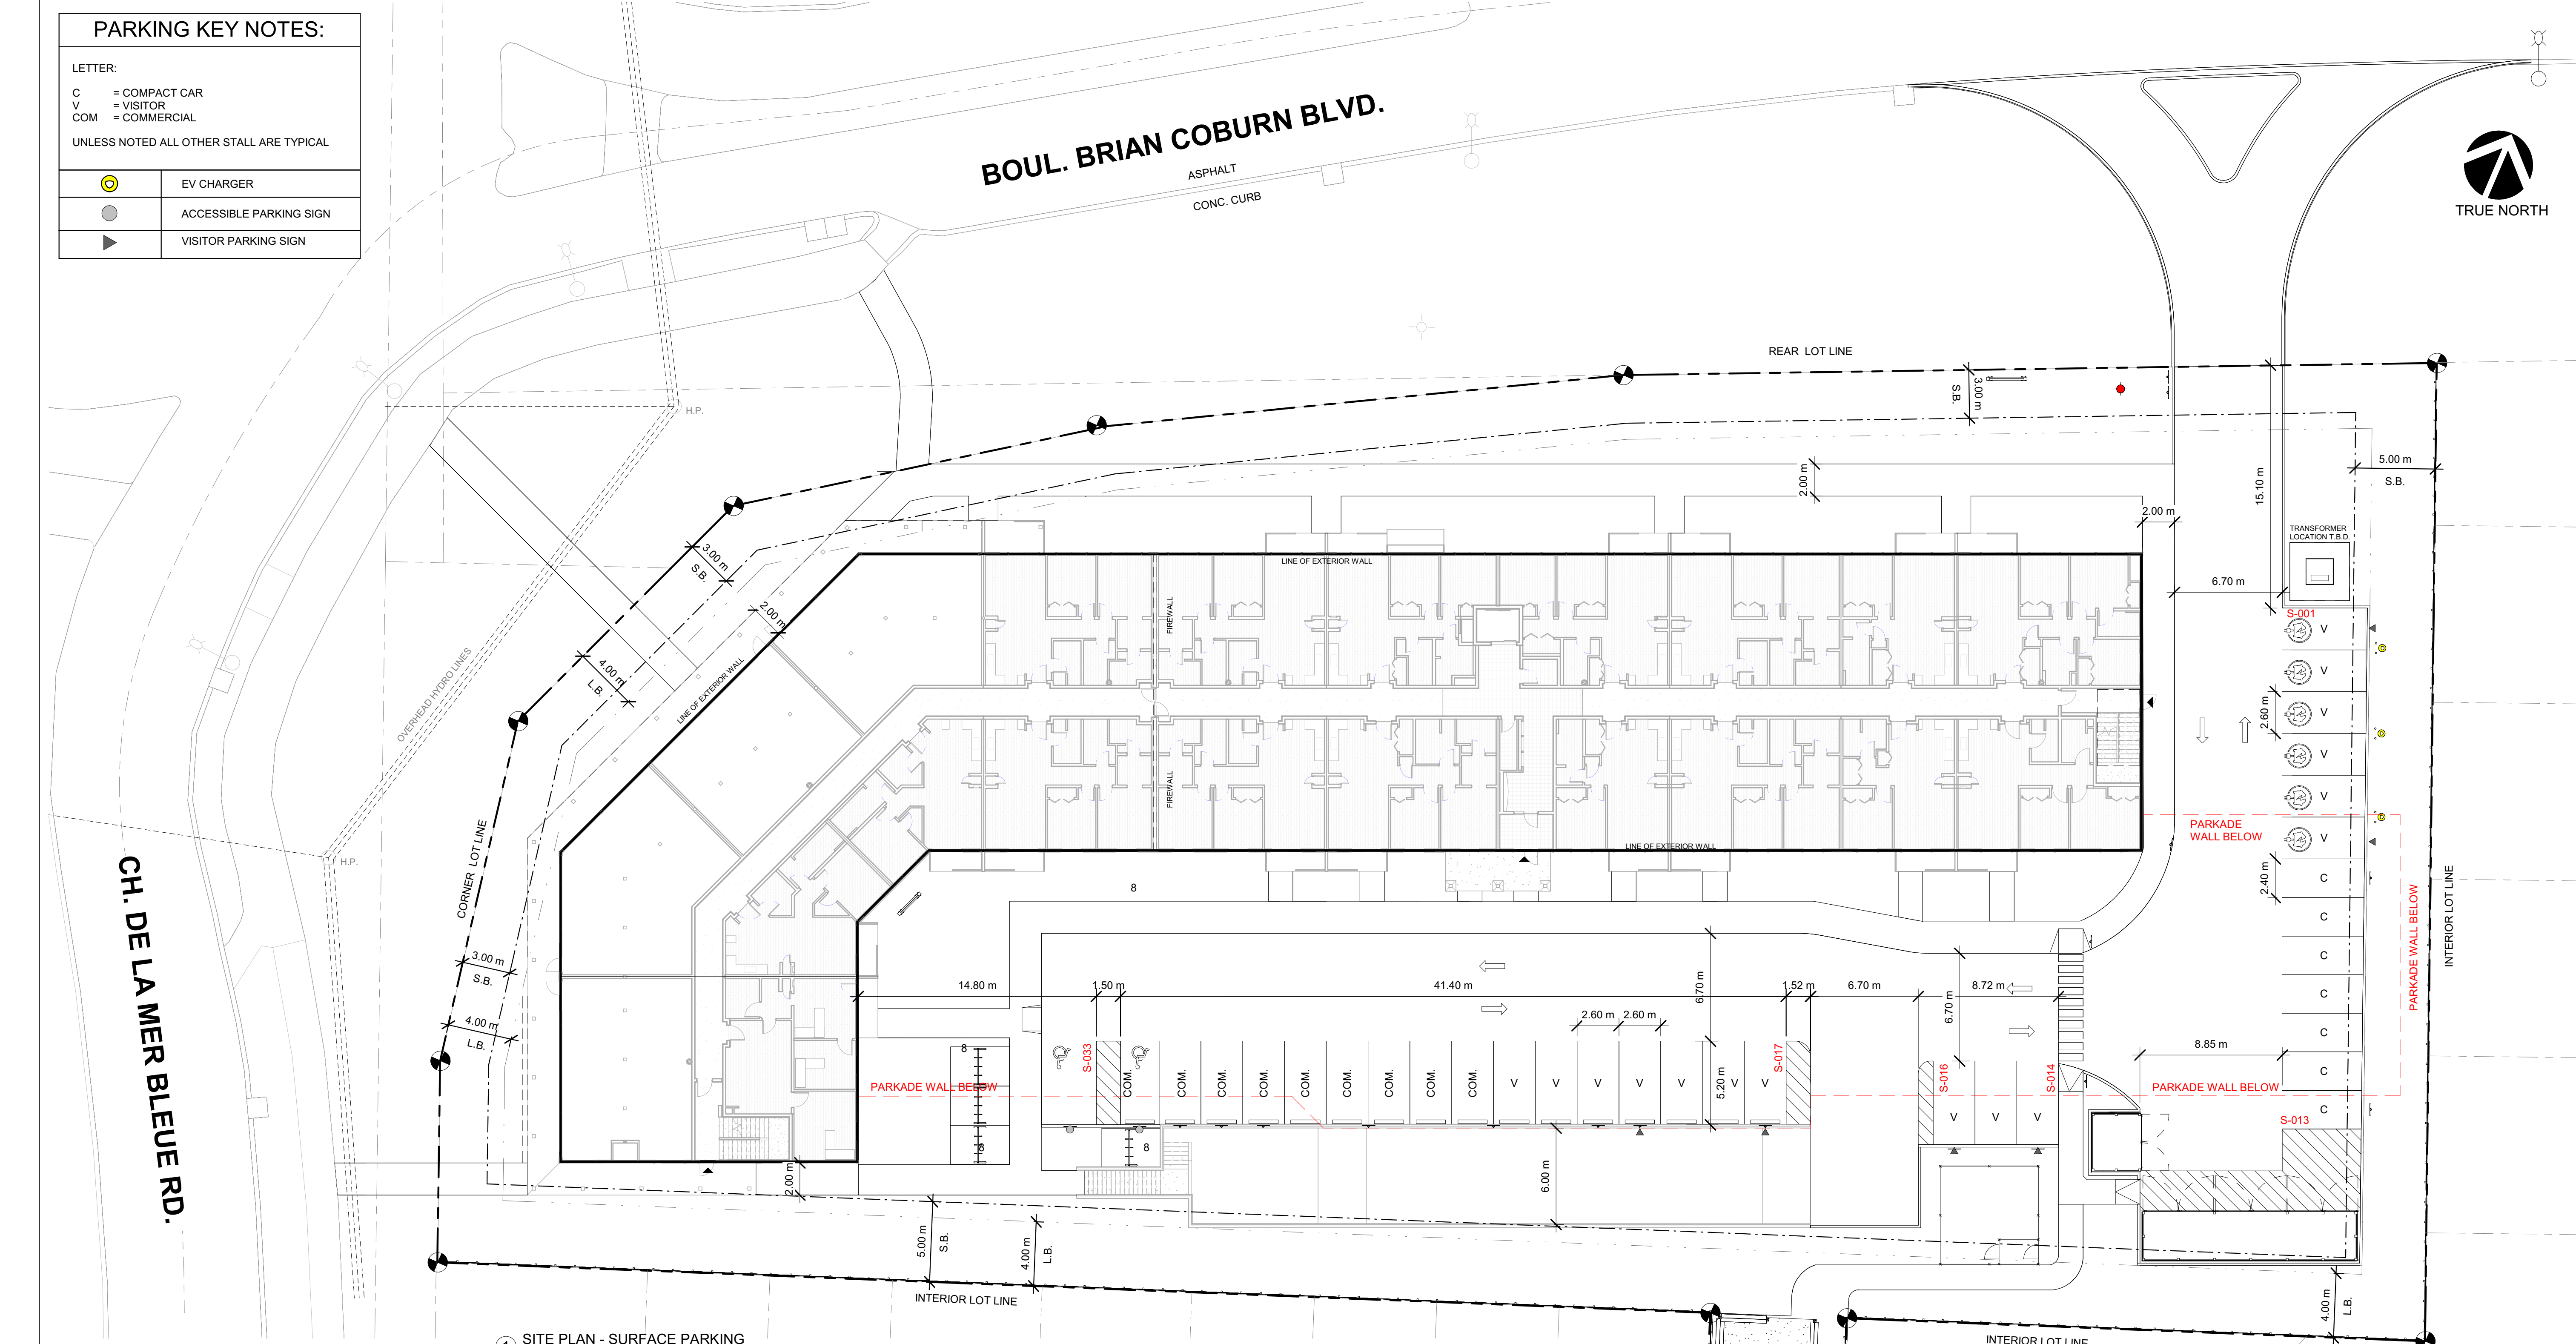 PARKING KEY NOTES:
LETTER:
C = COMPACT CAR
V = VISITOR
COM = COMMERCIAL
UNLESS NOTED ALL OTHER STALL ARE TYPICAL
EV CHARGER
ACCESSIBLE PARKING SIGN
VISITOR PARKING SIGN
BOUL. BRIAN COBURN BLVD.
ASPHALT
CONC. CURB
TRUE NORTH
REAR LOT LINE
3.00 m
S.B.
H.P.
5.00 m
S.B.
2.00 m
15.10 m
2.00 m
TRANSFORMER
LOCATION T.B.D.
3.00 m
S.B.
LINE OF EXTERIOR WALL
6.70 m
2.00 m
FIREWALL
S-001
V
V
V
V
V
V
2.60 m
4.00 m
L.B.
LINE OF EXTERIOR WALL
OVERHEAD HYDRO LINES
FIREWALL
PARKADE
WALL BELOW
LINE OF EXTERIOR WALL
H.P.
CORNER LOT LINE
CH. DE LA MER BLEUE RD.
8
2.40 m
C
C
C
C
C
C
C
PARKADE WALL BELOW
INTERIOR LOT LINE
3.00 m
S.B.
4.00 m
L.B.
14.80 m
1.50 m
41.40 m
1.52 m
6.70 m
8.72 m
6.70 m
6.70 m
2.60 m
2.60 m
8.85 m
8
S-033
COM.
COM.
COM.
COM.
COM.
COM.
COM.
COM.
COM.
V
V
V
V
V
V
V
5.20 m
S-017
S-016
S-014
V
V
V
PARKADE WALL BELOW
PARKADE WALL BELOW
S-013
8
8
2.00 m
6.00 m
5.00 m
S.B.
4.00 m
L.B.
4.00 m
L.B.
INTERIOR LOT LINE
INTERIOR LOT LINE
1
SITE PLAN - SURFACE PARKING